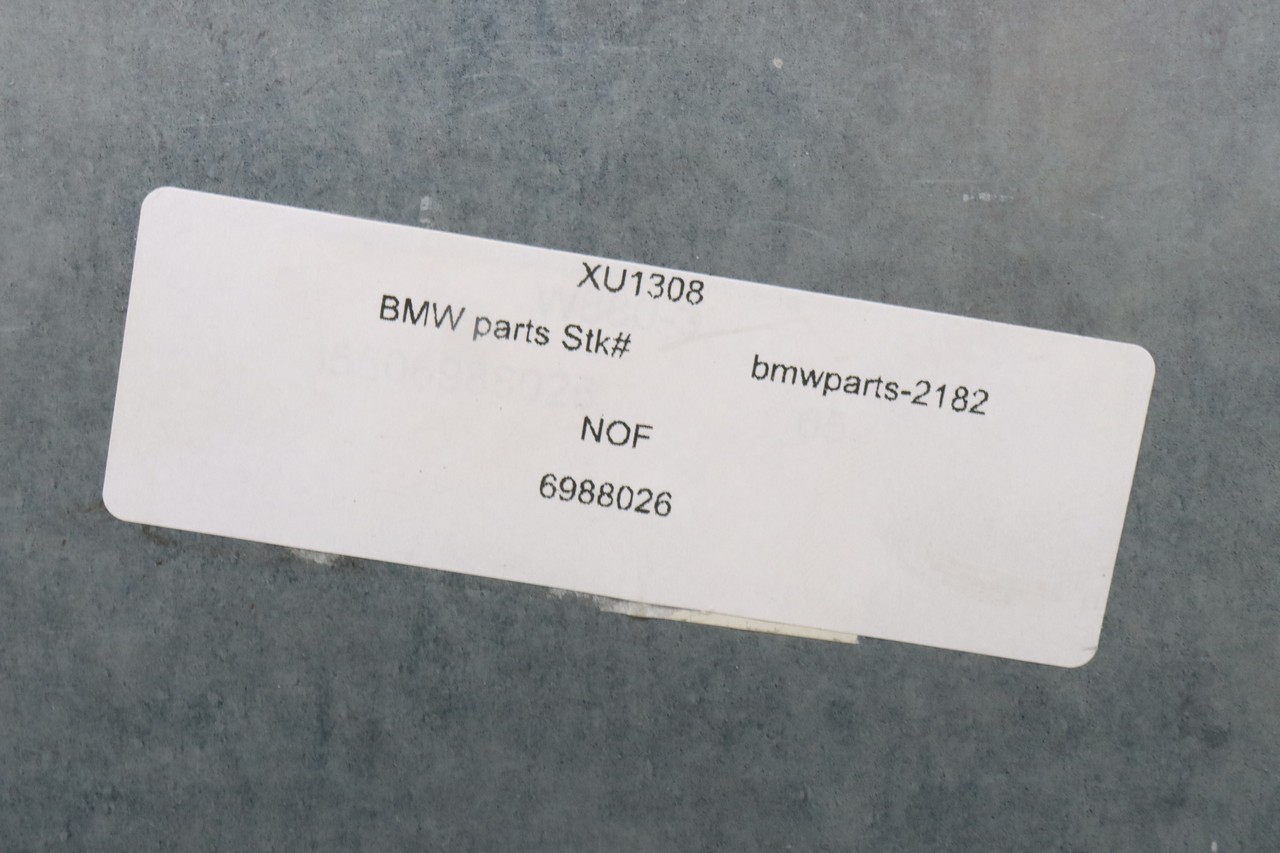 XU1308
BMW parts Stk# bmwparts-2182
NOF
6988026